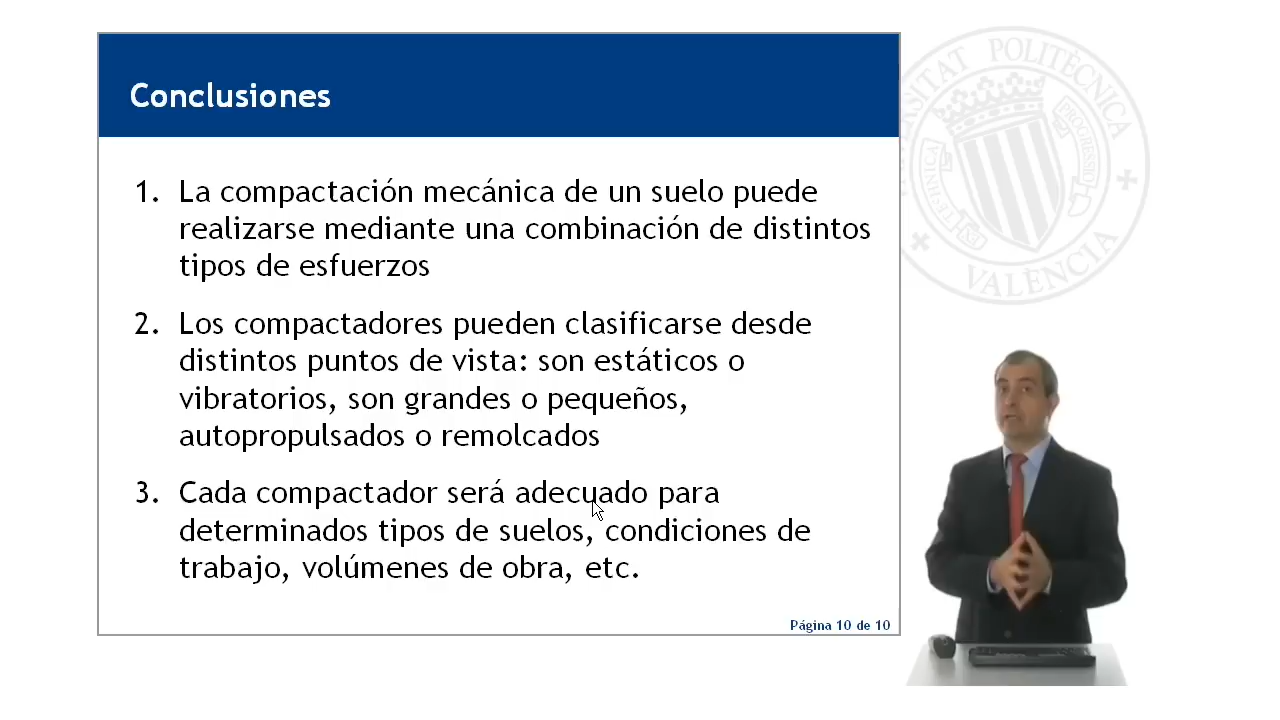 Conclusiones
1. La compactación mecánica de un suelo puede
realizarse mediante una combinación de distintos
tipos de esfuerzos
2. Los compactadores pueden clasificarse desde
distintos puntos de vista: son estáticos o
vibratorios, son grandes o pequeños,
autopropulsados o remolcados
3. Cada compactador será adecuado para
determinados tipos de suelos, condiciones de
trabajo, volúmenes de obra, etc.
Página 10 de 10
POLITÈCNICA
VALÈNCIA